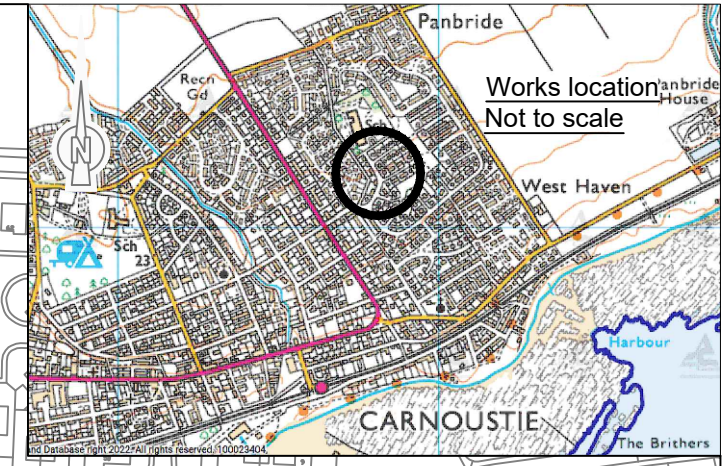 Panbride
Recn
Gd
Works location
Not to scale
anbride
House
Sch
N
West Haven
Sch
23
Harbour
CARNOUSTIE
The Brithers
nd Database right 2022. All rights reserved. 100023404.